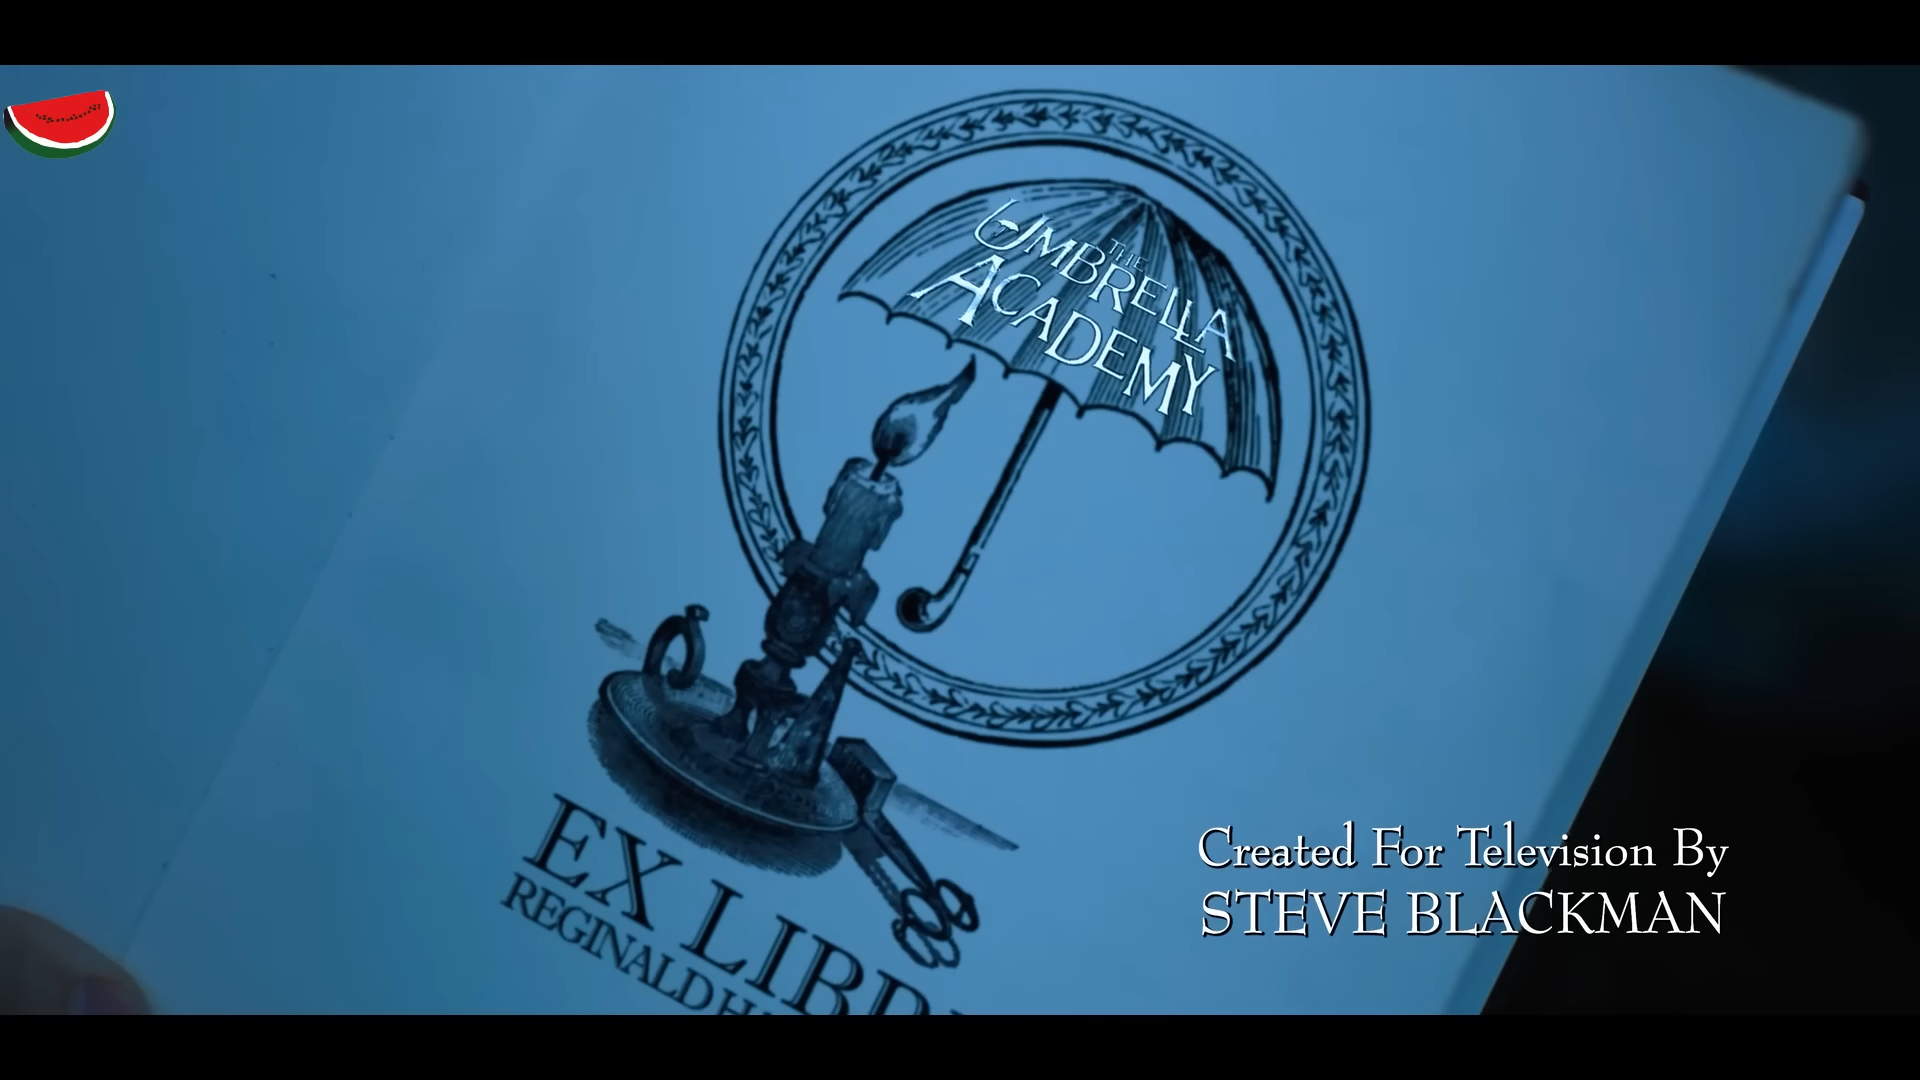 THE
UMBRELLA
ACADEMY
EX LIBR
REGINALD H
Created For Television By
STEVE BLACKMAN